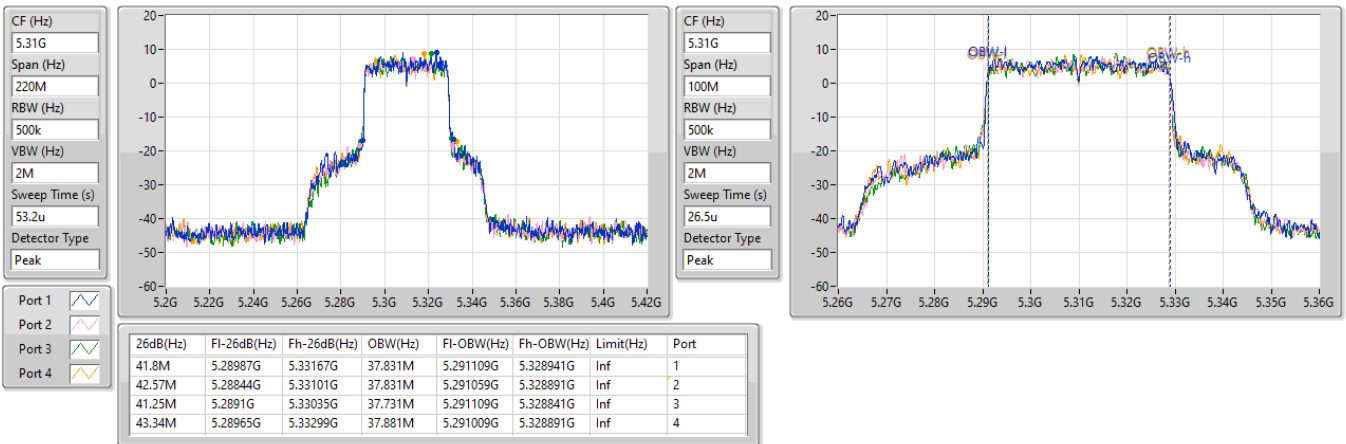 CF (Hz)
5.31G
Span (Hz)
220M
RBW (Hz)
500k
VBW (Hz)
2M
Sweep Time (s)
53.2u
Detector Type
Peak
20
10
0
-10
-20
-30
-40
-50
-60
5.2G 5.22G 5.24G 5.26G 5.28G 5.3G 5.32G 5.34G 5.36G 5.38G 5.4G 5.42G
CF (Hz)
5.31G
Span (Hz)
100M
RBW (Hz)
500k
VBW (Hz)
2M
Sweep Time (s)
26.5u
Detector Type
Peak
20
10
0
-10
-20
-30
-40
-50
-60
OBW-l
OBW-h
5.26G 5.27G 5.28G 5.29G 5.3G 5.31G 5.32G 5.33G 5.34G 5.35G 5.36G
Port 1
Port 2
Port 3
Port 4
26dB(Hz) Fl-26dB(Hz) Fh-26dB(Hz) OBW(Hz) Fl-OBW(Hz) Fh-OBW(Hz) Limit(Hz) Port
41.8M 5.28987G 5.33167G 37.831M 5.291109G 5.328941G Inf 1
42.57M 5.28844G 5.33101G 37.831M 5.291059G 5.328891G Inf 2
41.25M 5.2891G 5.33035G 37.731M 5.291109G 5.328841G Inf 3
43.34M 5.28965G 5.33299G 37.881M 5.291009G 5.328891G Inf 4